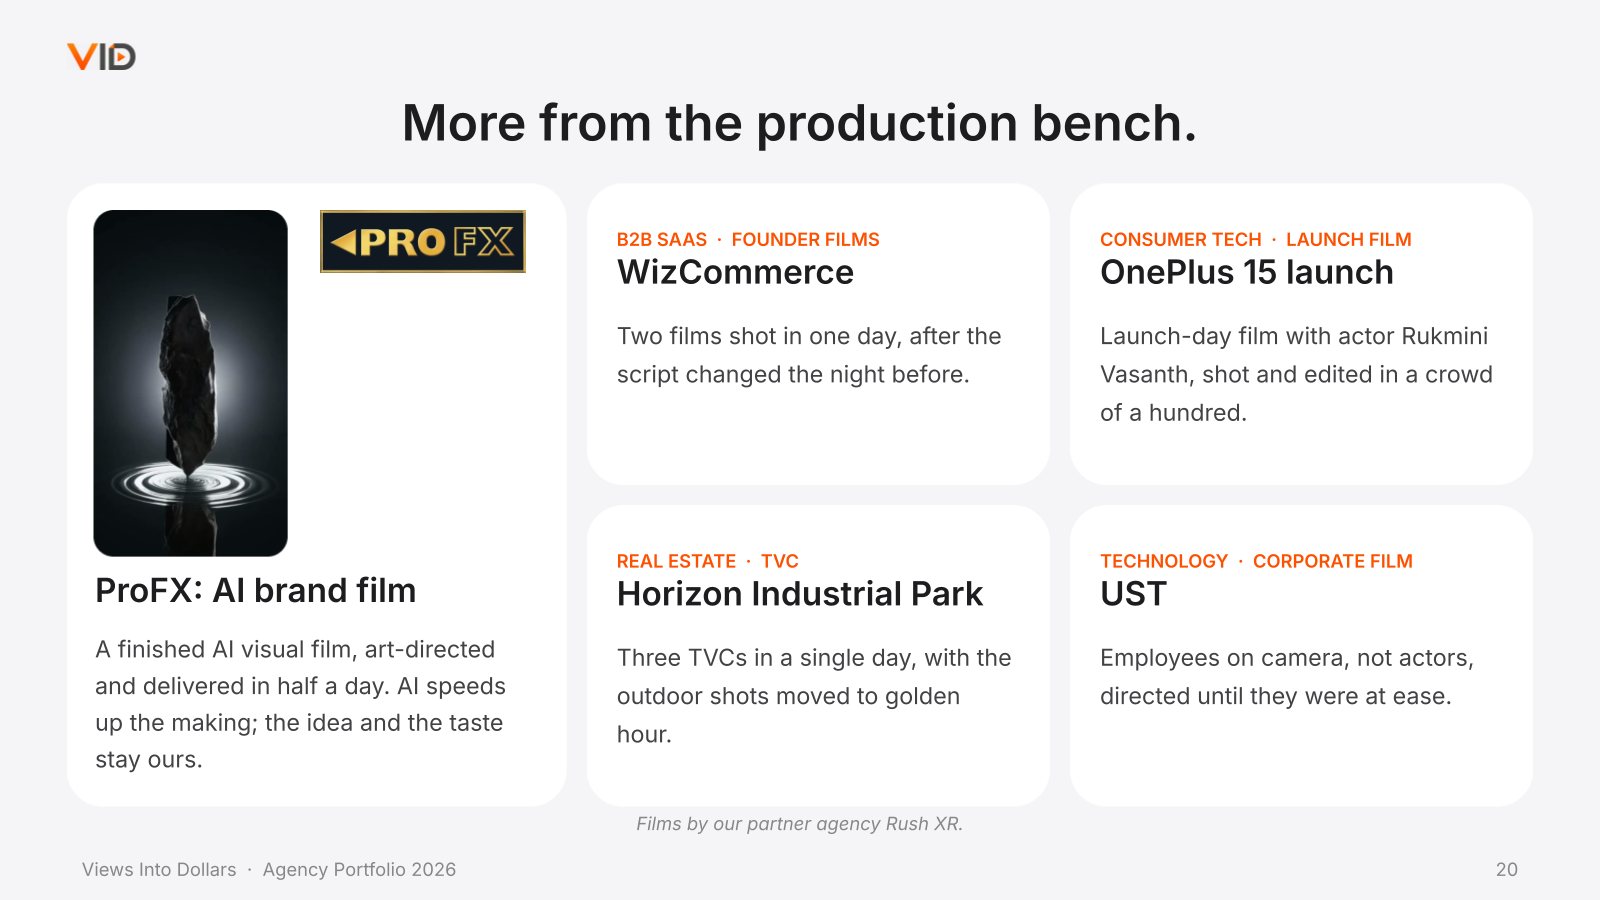 VID
More from the production bench.
PRO FX
ProFX: AI brand film
A finished AI visual film, art-directed
and delivered in half a day. AI speeds
up the making; the idea and the taste
stay ours.
B2B SAAS · FOUNDER FILMS
WizCommerce
Two films shot in one day, after the
script changed the night before.
CONSUMER TECH · LAUNCH FILM
OnePlus 15 launch
Launch-day film with actor Rukmini
Vasanth, shot and edited in a crowd
of a hundred.
REAL ESTATE · TVC
Horizon Industrial Park
Three TVCs in a single day, with the
outdoor shots moved to golden
hour.
TECHNOLOGY · CORPORATE FILM
UST
Employees on camera, not actors,
directed until they were at ease.
Films by our partner agency Rush XR.
Views Into Dollars · Agency Portfolio 2026
20